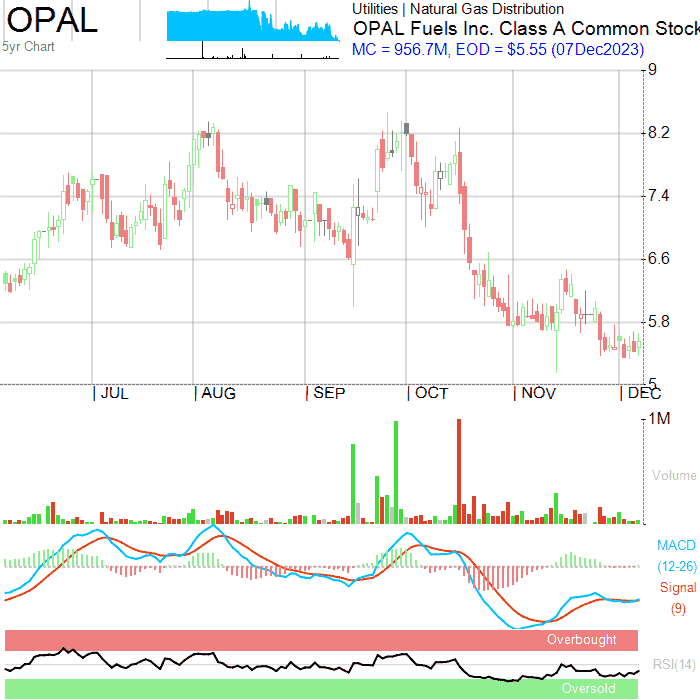 OPAL
5yr Chart
Utilities | Natural Gas Distribution
OPAL Fuels Inc. Class A Common Stock
MC = 956.7M, EOD = $5.55 (07Dec2023)
9
8.2
7.4
6.6
5.8
5
JUL
AUG
SEP
OCT
NOV
DEC
1M
Volume
MACD
(12-26)
Signal
(9)
Overbought
RSI(14)
Oversold